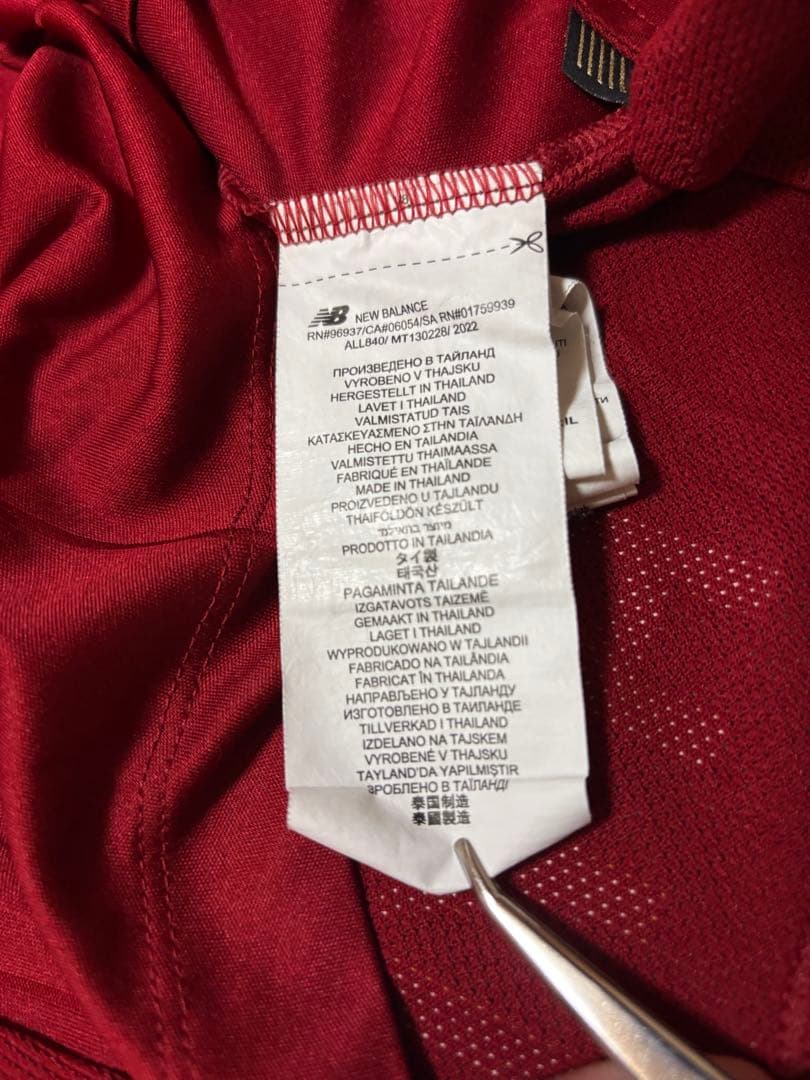 8
NB NEW BALANCE
RN#96937/CA#06054/SA RN#01759939
ALL840/ MT130228/ 2022
ПРОИЗВЕДЕНО В ТАЙЛАНД
VYROBENO V THAJSKU
HERGESTELLT IN THAILAND
LAVET I THAILAND
VALMISTATUD TAIS
ΚΑΤΑΣΚΕΥΑΣΜΕΝΟ ΣΤΗΝ ΤΑΪΛΑΝΔΗ
HECHO EN TAILANDIA
VALMISTETTU THAIMAASSA
FABRIQUÉ EN THAÏLANDE
MADE IN THAILAND
PROIZVEDENO U TAJLANDU
THAIFÖLDÖN KÉSZÜLT
מיוצר בתאילנד
PRODOTTO IN TAILANDIA
タイ製
태국산
PAGAMINTA TAILANDE
IZGATAVOTS TAIZEMĒ
GEMAAKT IN THAILAND
LAGET I THAILAND
WYPRODUKOWANO W TAJLANDII
FABRICADO NA TAILÂNDIA
FABRICAT ÎN THAILANDA
НАПРАВЉЕНО У ТАЈЛАНДУ
ИЗГОТОВЛЕНО В ТАИЛАНДЕ
TILLVERKAD I THAILAND
IZDELANO NA TAJSKEM
VYROBENÉ V THAJSKU
TAYLAND'DA YAPILMIŞTIR
ЗРОБЛЕНО В ТАЇЛАНДІ
泰国制造
泰國製造